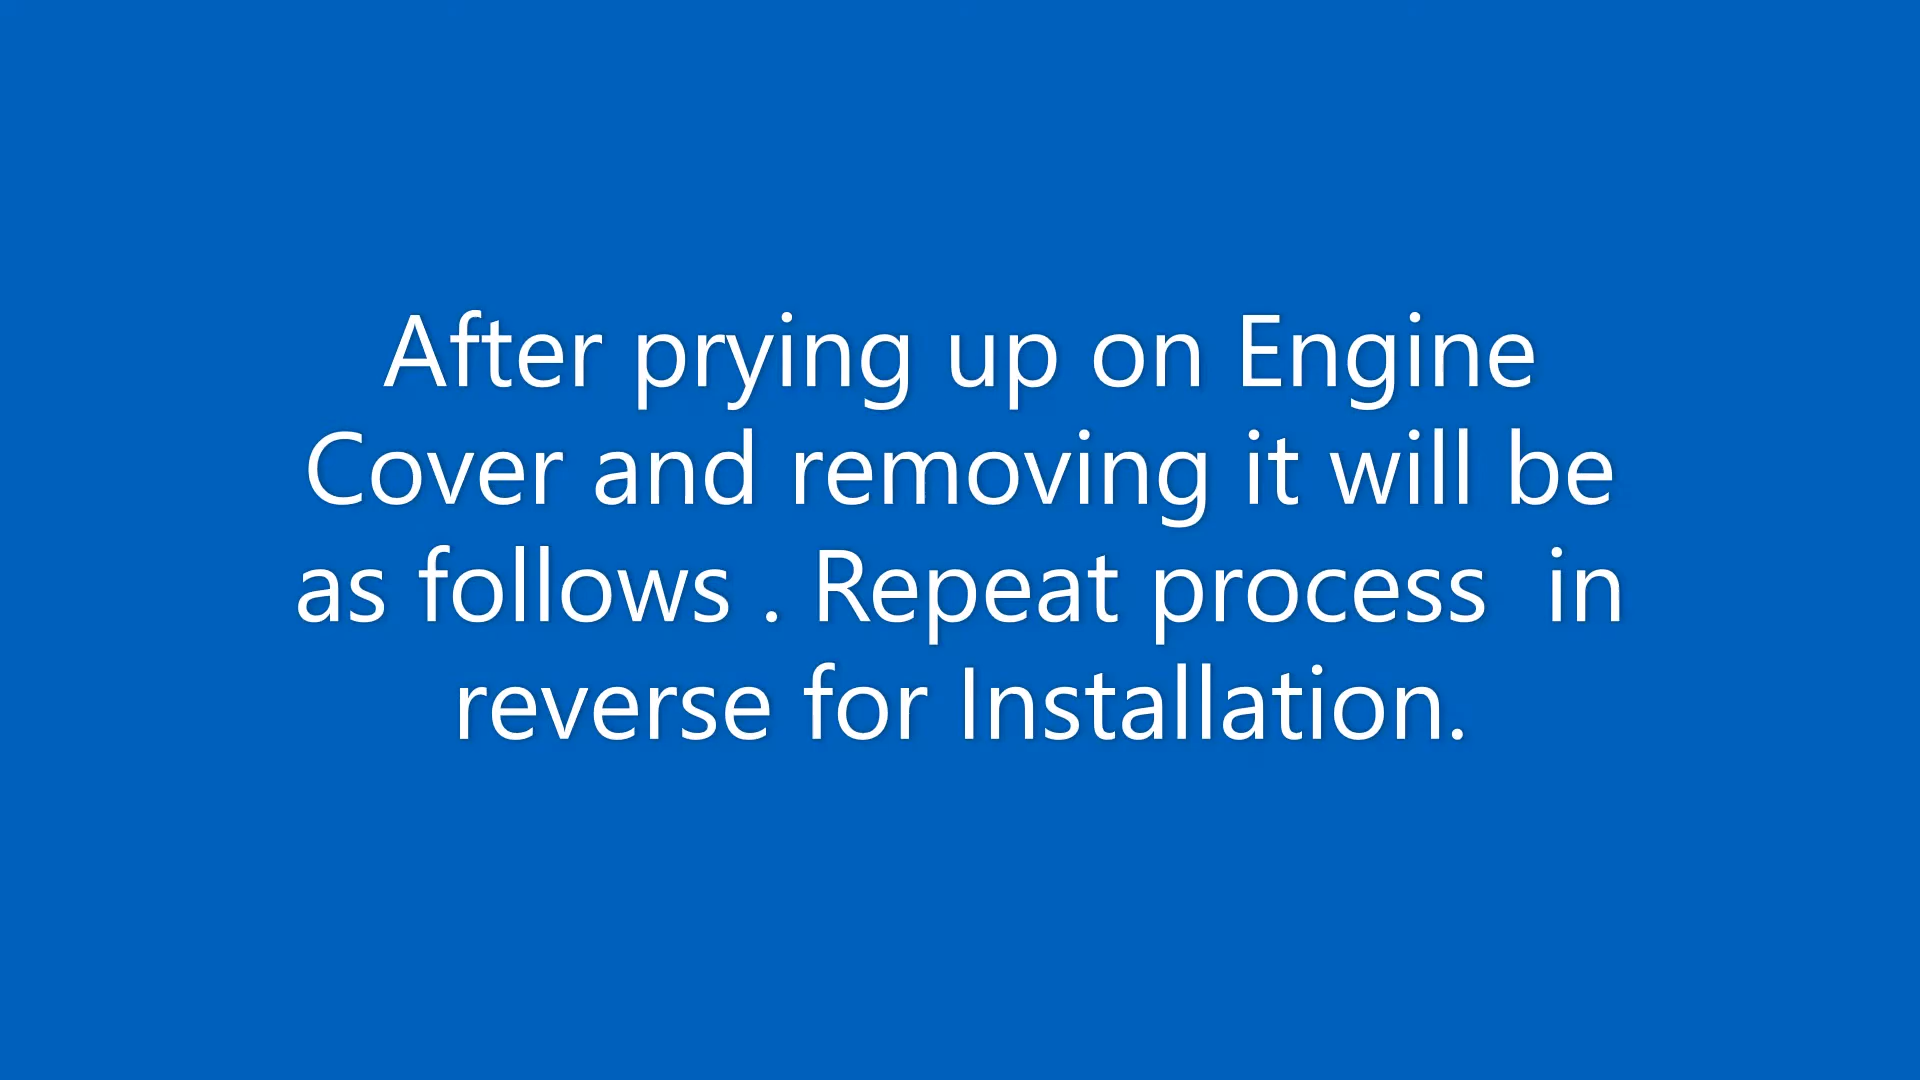 After prying up on Engine
Cover and removing it will be
as follows . Repeat process  in
reverse for Installation.